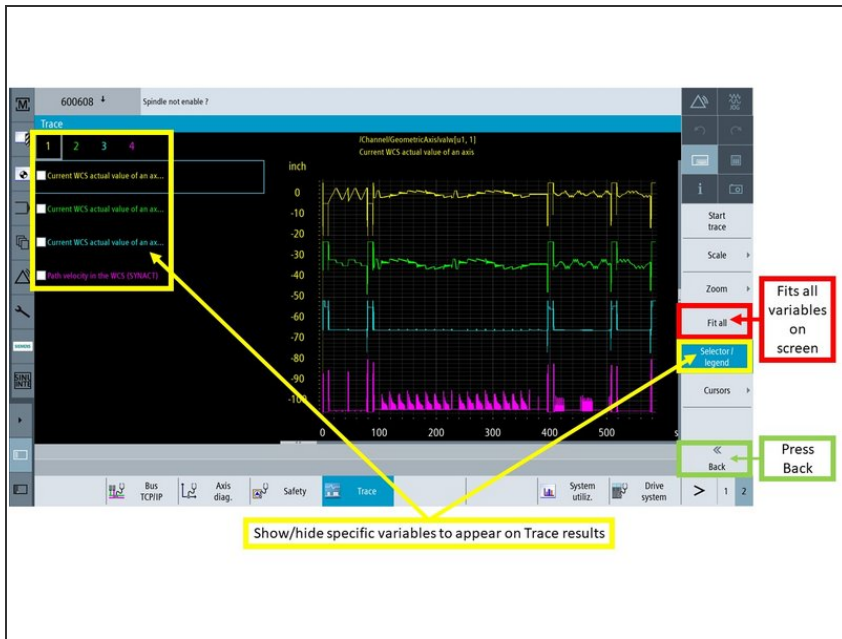 M
600608 ↓
Spindle not enable ?
Trace
1 2 3 4
Current WCS actual value of an ax...
Current WCS actual value of an ax...
Current WCS actual value of an ax...
Path velocity in the WCS (SYNACT)
/Channel/GeometricAxis/valw[u1, 1]
Current WCS actual value of an axis
inch
0
-10
-20
-30
-40
-50
-60
-70
-80
-90
-100
0 100 200 300 400 500 s
i
Start
trace
Scale
Zoom
Fit all
Selector /
legend
Cursors
«
Back
Fits all
variables
on
screen
Press
Back
SIEMENS
Bus
TCP/IP
Axis
diag.
Safety
Trace
System
utiliz.
Drive
system
> 1 2
Show/hide specific variables to appear on Trace results